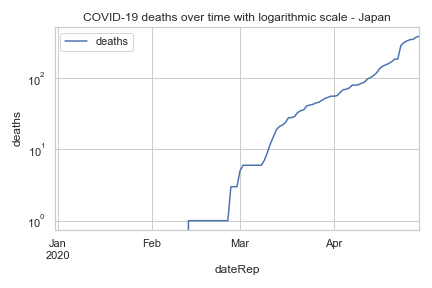 COVID-19 deaths over time with logarithmic scale - Japan
deaths
deaths
10²
10¹
10⁰
Jan Feb Mar Apr
2020
dateRep